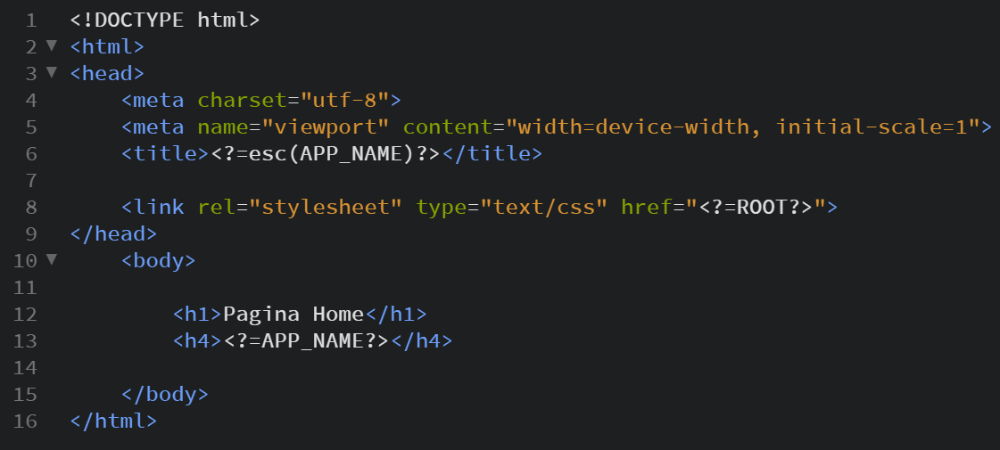 1 <!DOCTYPE html>
2 <html>
3 <head>
4     <meta charset="utf-8">
5     <meta name="viewport" content="width=device-width, initial-scale=1">
6     <title><?=esc(APP_NAME)?></title>
7
8     <link rel="stylesheet" type="text/css" href="<?=ROOT?>">
9 </head>
10     <body>
11
12         <h1>Pagina Home</h1>
13         <h4><?=APP_NAME?></h4>
14
15     </body>
16 </html>